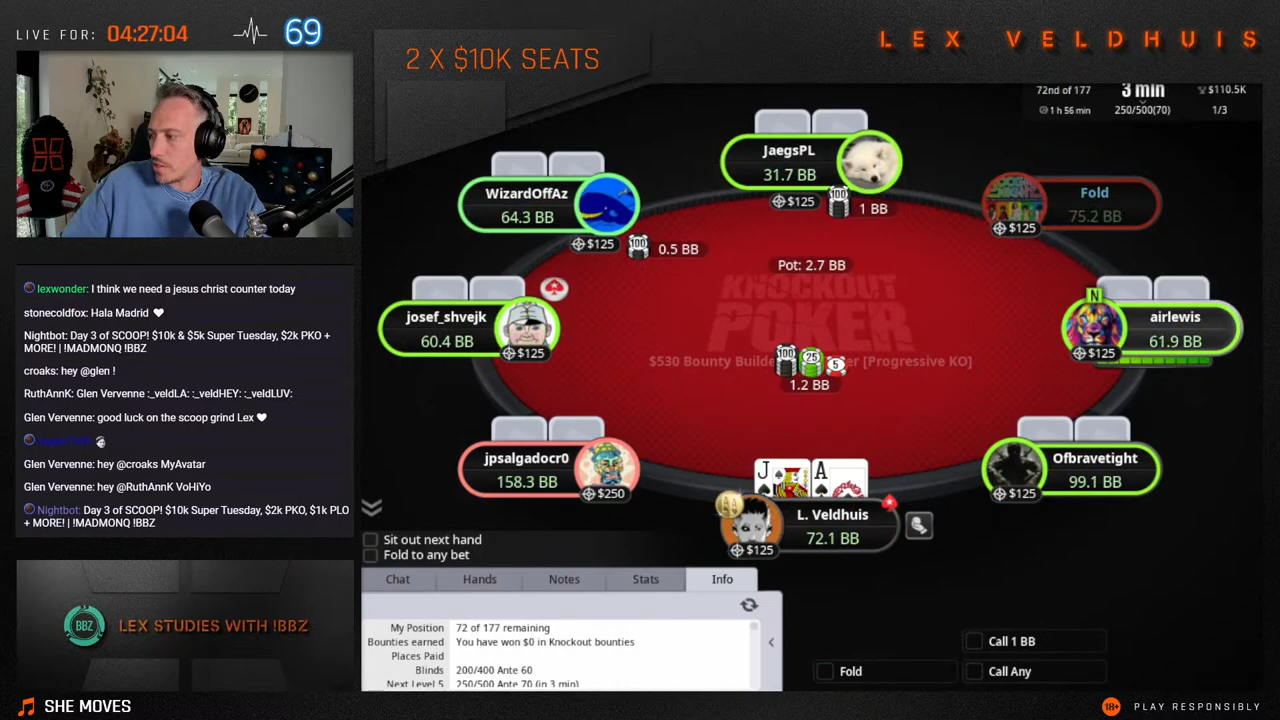 LIVE FOR: 04:27:04 69
2 X $10K SEATS
LEX VELDHUIS
72nd of 177 3 min $110.5K
1 h 56 min 250/500(70) 1/3
JaegsPL
31.7 BB
$125
100
1 BB
WizardOffAz
64.3 BB
$125
100
0.5 BB
Fold
75.2 BB
$125
Pot: 2.7 BB
josef_shvejk
60.4 BB
$125
KNOCKOUT
POKER
N
airlewis
61.9 BB
$125
100 25 5
1.2 BB
jpsalgadocr0
158.3 BB
$250
J A
Ofbravetight
99.1 BB
$125
L. Veldhuis
72.1 BB
$125
lexwonder: I think we need a jesus christ counter today
stonecoldfox: Hala Madrid
Nightbot: Day 3 of SCOOP! $10k & $5k Super Tuesday, $2k PKO +
MORE! | !MADMONQ !BBZ
croaks: hey @glen !
RuthAnnK: Glen Vervenne :_veldLA: :_veldHEY: :_veldLUV:
Glen Vervenne: good luck on the scoop grind Lex
Glen Vervenne: hey @croaks MyAvatar
Glen Vervenne: hey @RuthAnnK VoHiYo
Nightbot: Day 3 of SCOOP! $10k Super Tuesday, $2k PKO, $1k PLO
+ MORE! | !MADMONQ !BBZ
BBZ LEX STUDIES WITH !BBZ
Sit out next hand
Fold to any bet
Chat Hands Notes Stats Info
My Position 72 of 177 remaining
Bounties earned You have won $0 in Knockout bounties
Places Paid
Blinds 200/400 Ante 60
Next Level 5 250/500 Ante 70 (in 3 min)
Call 1 BB
Fold
Call Any
SHE MOVES
18+ PLAY RESPONSIBLY